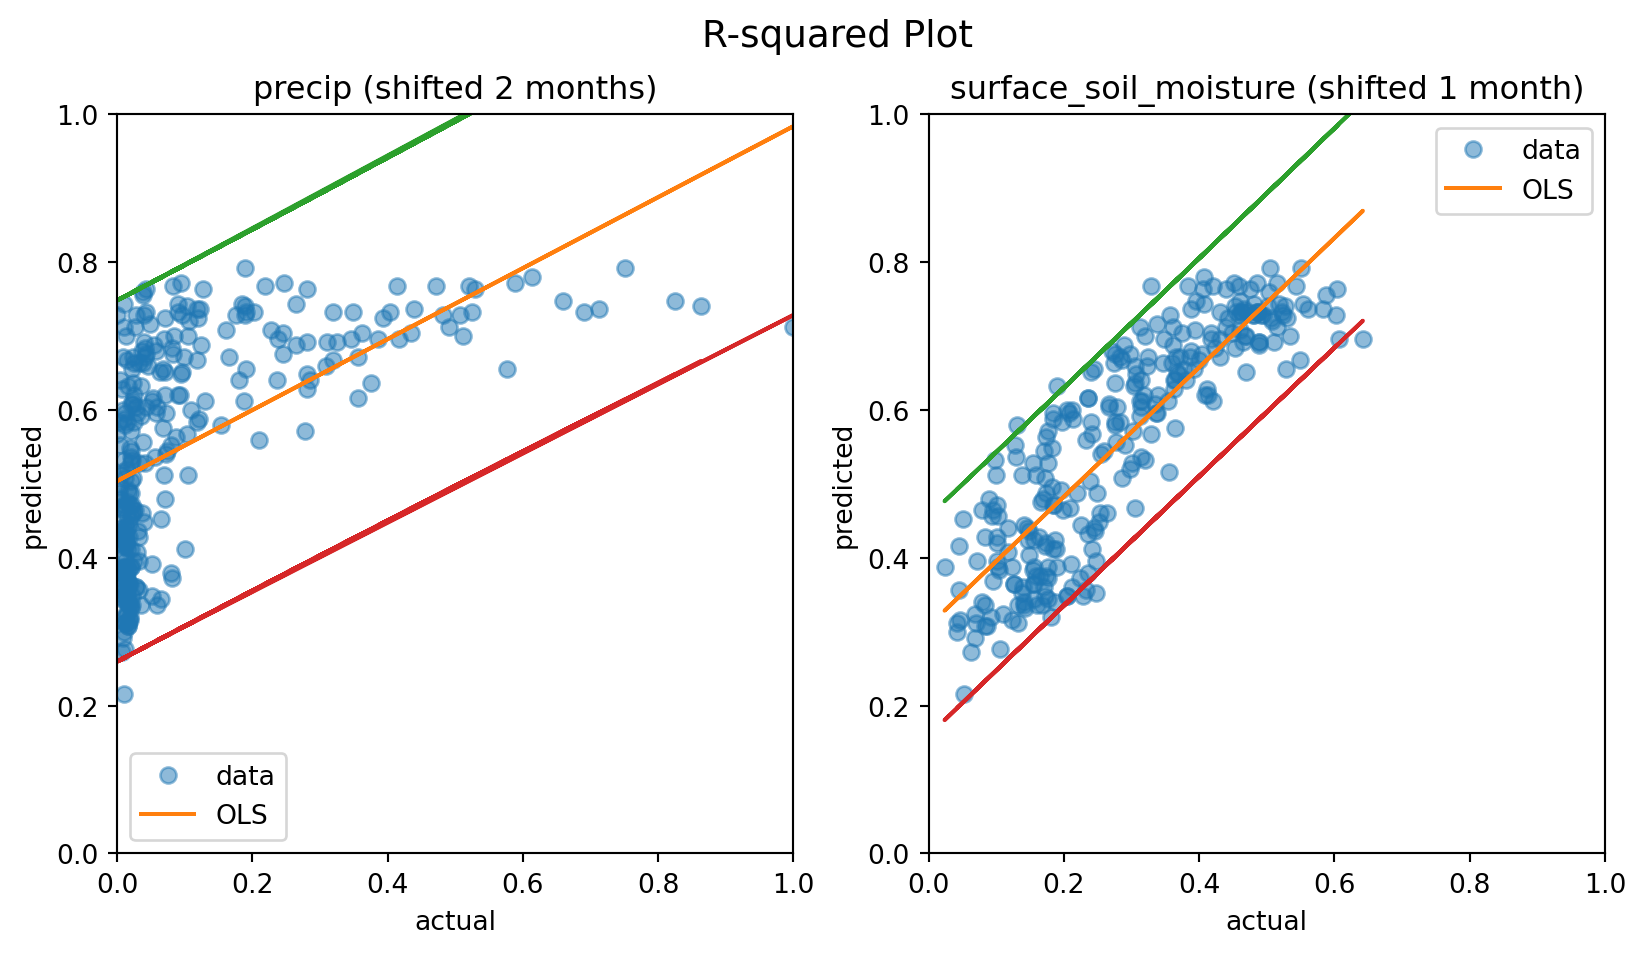 R-squared Plot
precip (shifted 2 months)
1.0
0.8
0.6
0.4
0.2
0.0
predicted
data
OLS
0.0 0.2 0.4 0.6 0.8 1.0
actual
surface_soil_moisture (shifted 1 month)
1.0
0.8
0.6
0.4
0.2
0.0
predicted
data
OLS
0.0 0.2 0.4 0.6 0.8 1.0
actual